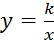 y = k/x